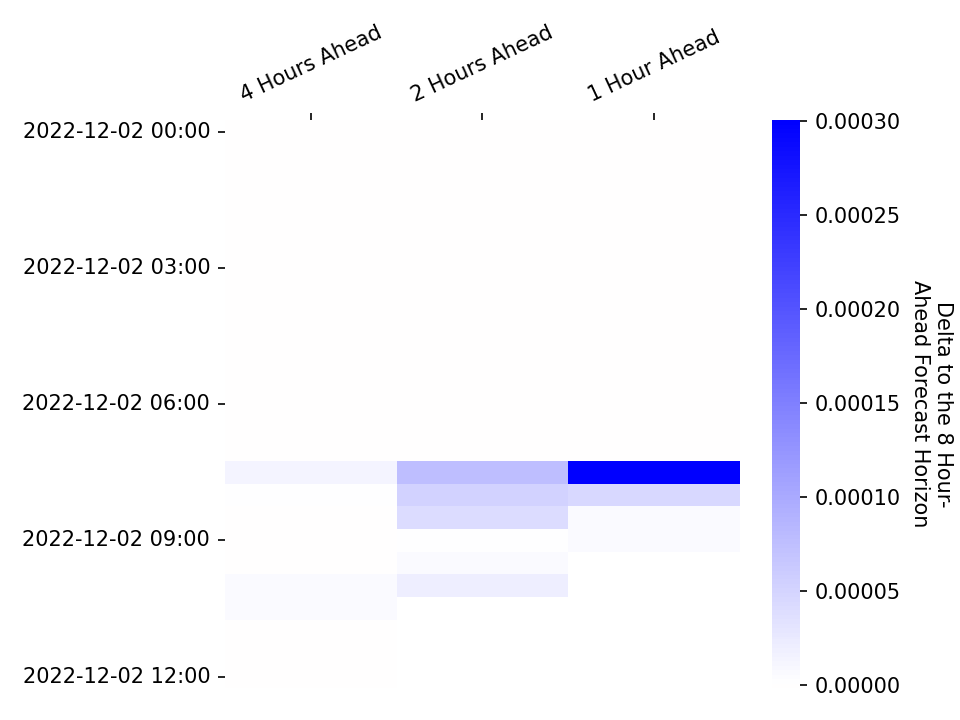 4 Hours Ahead
2 Hours Ahead
1 Hour Ahead
2022-12-02 00:00
2022-12-02 03:00
2022-12-02 06:00
2022-12-02 09:00
2022-12-02 12:00
0.00030
0.00025
0.00020
0.00015
0.00010
0.00005
0.00000
Delta to the 8 Hour-
Ahead Forecast Horizon